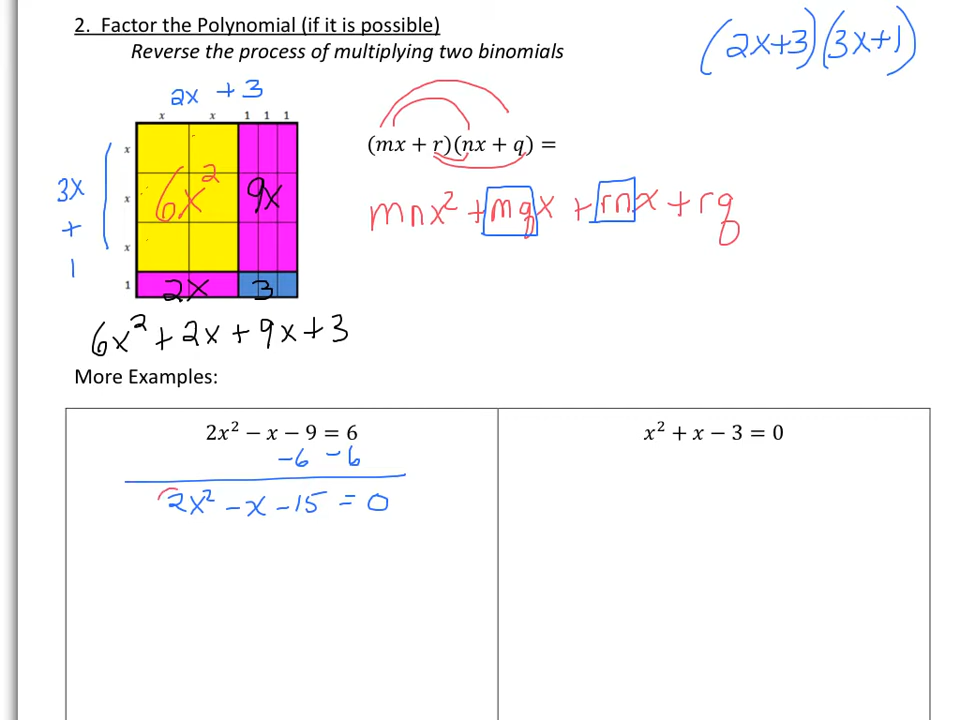 2. Factor the Polynomial (if it is possible)
Reverse the process of multiplying two binomials
(2x+3)(3x+1)
2x + 3
x x 1 1 1
x
x
x
1
3x
+
1
6x² 9x
2x 3
6x² + 2x + 9x + 3
(mx + r)(nx + q) =
mnx² + mqx + rnx + rq
More Examples:
2x² − x − 9 = 6
−6 −6
2x² − x − 15 = 0
x² + x − 3 = 0